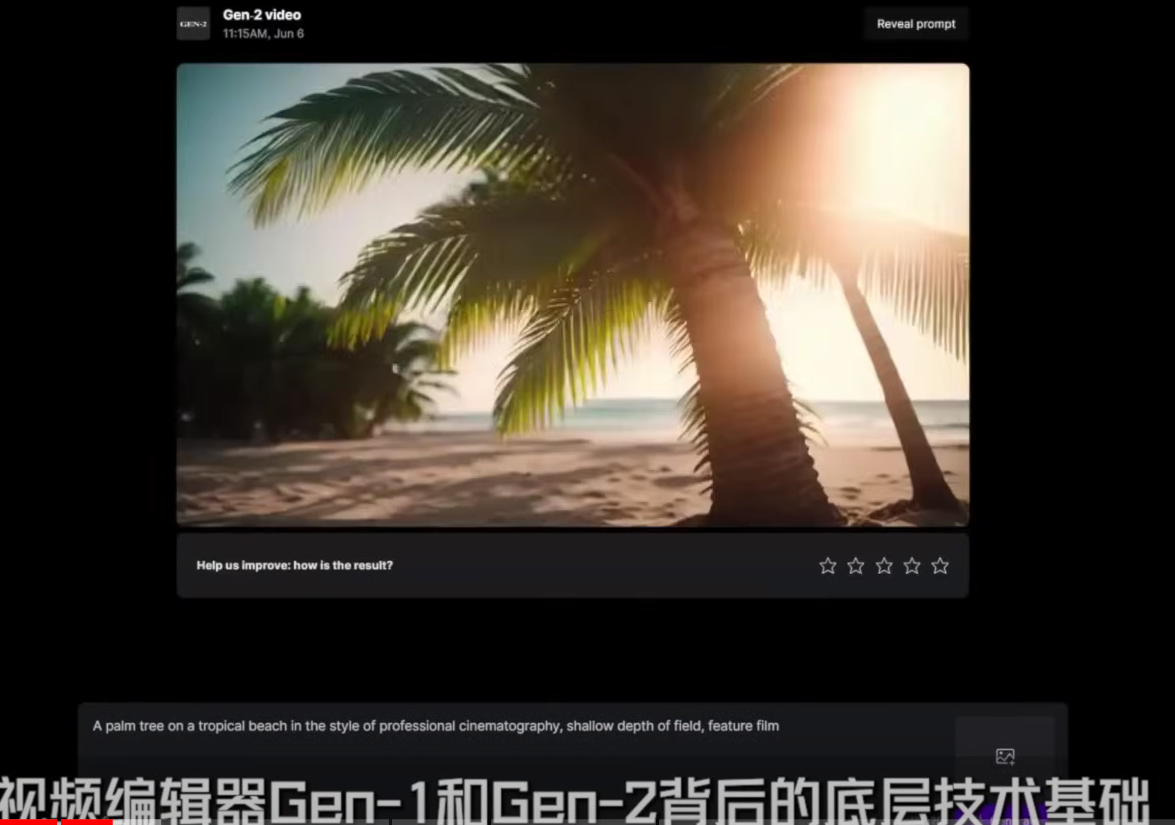 GEN-2
Gen-2 video
11:15AM, Jun 6
Reveal prompt
Help us improve: how is the result?
A palm tree on a tropical beach in the style of professional cinematography, shallow depth of field, feature film
视频编辑器Gen-1和Gen-2背后的底层技术基础